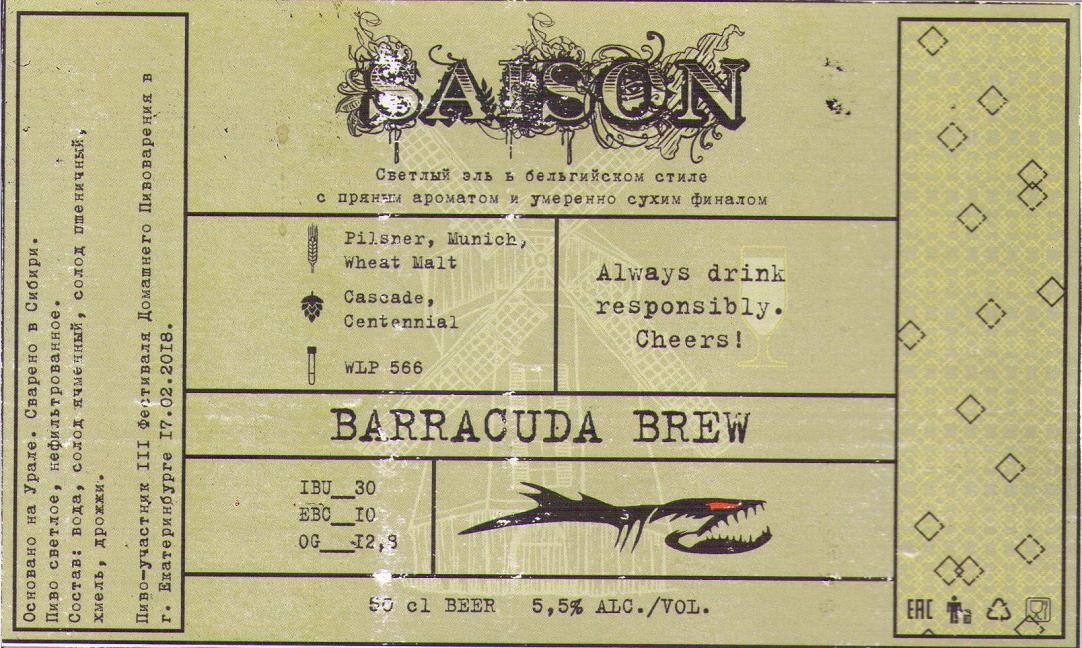 Основано на Урале. Сварено в Сибири.
Пиво светлое, нефильтрованное.
Состав: вода, солод ячменный, солод пшеничный,
хмель, дрожжи.
Пиво-участник III Фестиваля Домашнего Пивоварения в
г. Екатеринбурге 17.02.2018.
SAISON
Светлый эль ь бельгийском стиле
с пряным ароматом и умеренно сухим финалом
Pilsner, Munich,
Wheat Malt
Cascade,
Centennial
WLP 566
Always drink
responsibly.
Cheers!
BARRACUDA BREW
IBU__30
EBC__10
OG___12,8
50 cl BEER 5,5% ALC./VOL.
EAC